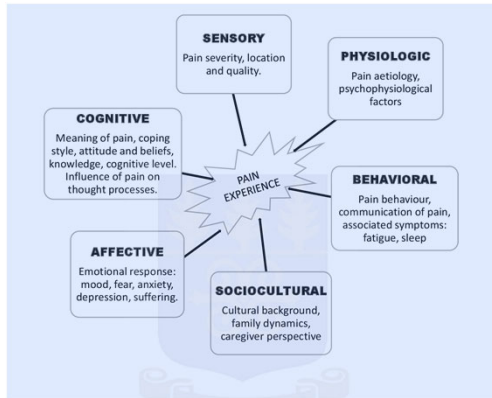 SENSORY
Pain severity, location
and quality.
PHYSIOLOGIC
Pain aetiology,
psychophysiological
factors
COGNITIVE
Meaning of pain, coping
style, attitude and beliefs,
knowledge, cognitive level.
Influence of pain on
thought processes.
PAIN
EXPERIENCE
BEHAVIORAL
Pain behaviour,
communication of pain,
associated symptoms:
fatigue, sleep
AFFECTIVE
Emotional response:
mood, fear, anxiety,
depression, suffering.
SOCIOCULTURAL
Cultural background,
family dynamics,
caregiver perspective